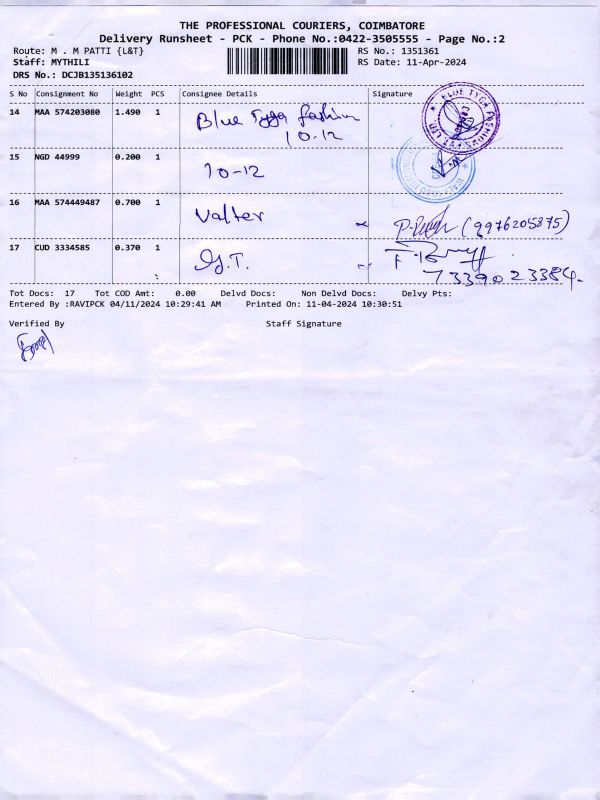 THE PROFESSIONAL COURIERS, COIMBATORE
Delivery Runsheet - PCK - Phone No.:0422-3505555 - Page No.:2
Route: M . M PATTI {L&T} RS No.: 1351361
Staff: MYTHILI RS Date: 11-Apr-2024
DRS No.: DCJB135136102
S No Consignment No Weight PCS Consignee Details Signature
14 MAA 574203080 1.490 1 Blue Tyga fashion
10-12
BLUE TYGA FASHIONS PVT LTD
15 NGD 44999 0.200 1 10-12
16 MAA 574449487 0.700 1 Valter (9976205875)
17 CUD 3334585 0.370 1 G.T.
7339023384.
Tot Docs: 17 Tot COD Amt: 0.00 Delvd Docs: Non Delvd Docs: Delvy Pts:
Entered By :RAVIPCK 04/11/2024 10:29:41 AM Printed On: 11-04-2024 10:30:51
Verified By Staff Signature